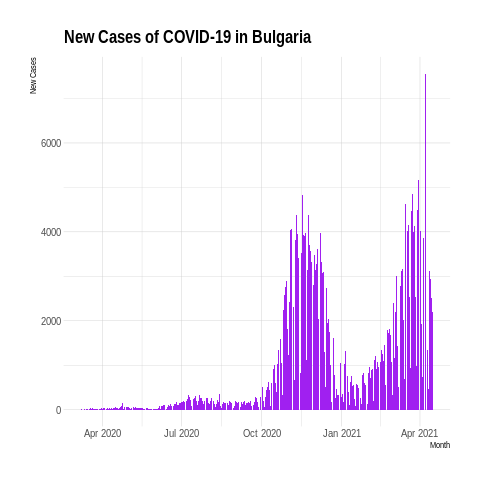 New Cases of COVID-19 in Bulgaria
New Cases
6000
4000
2000
0
Apr 2020
Jul 2020
Oct 2020
Jan 2021
Apr 2021
Month